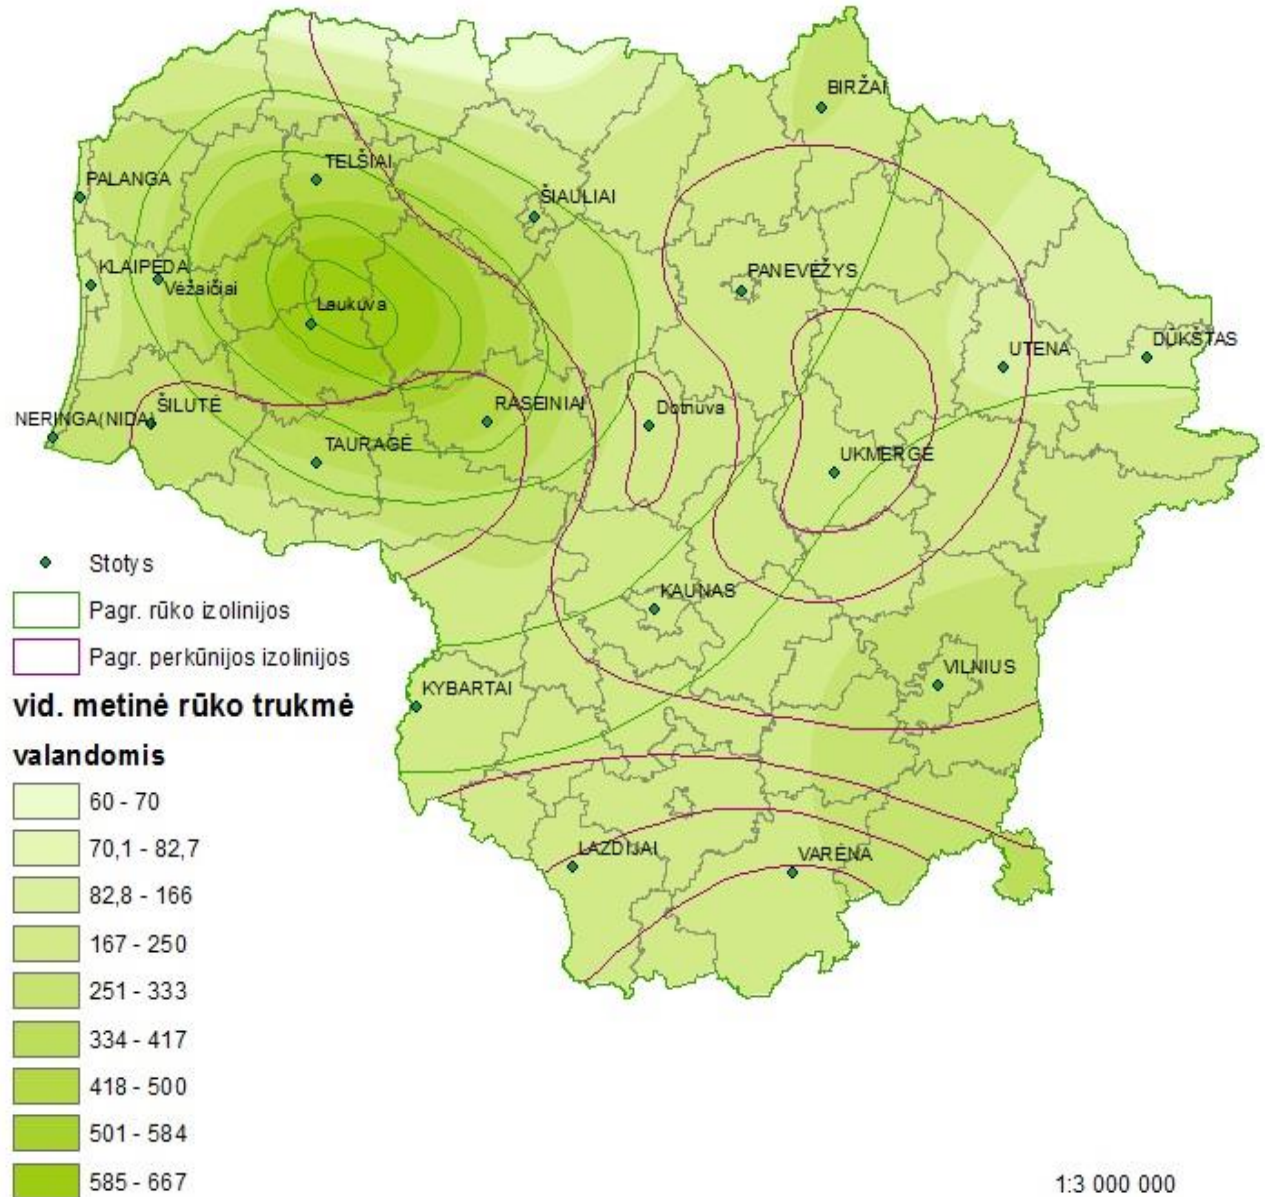 BIRŽAI
TELŠIAI
PALANGA
ŠIAULIAI
KLAIPĖDA
Vėžaičiai
PANEVĖŽYS
Laukuva
DŪKŠTAS
UTENA
NERINGA(NIDA)
ŠILUTĖ
RASEINIAI
Dotnuva
TAURAGĖ
UKMERGĖ
KAUNAS
VILNIUS
KYBARTAI
LAZDIJAI
VARĖNA
Stotys
Pagr. rūko izolinijos
Pagr. perkūnijos izolinijos
vid. metinė rūko trukmė
valandomis
60 - 70
70,1 - 82,7
82,8 - 166
167 - 250
251 - 333
334 - 417
418 - 500
501 - 584
585 - 667
1:3 000 000